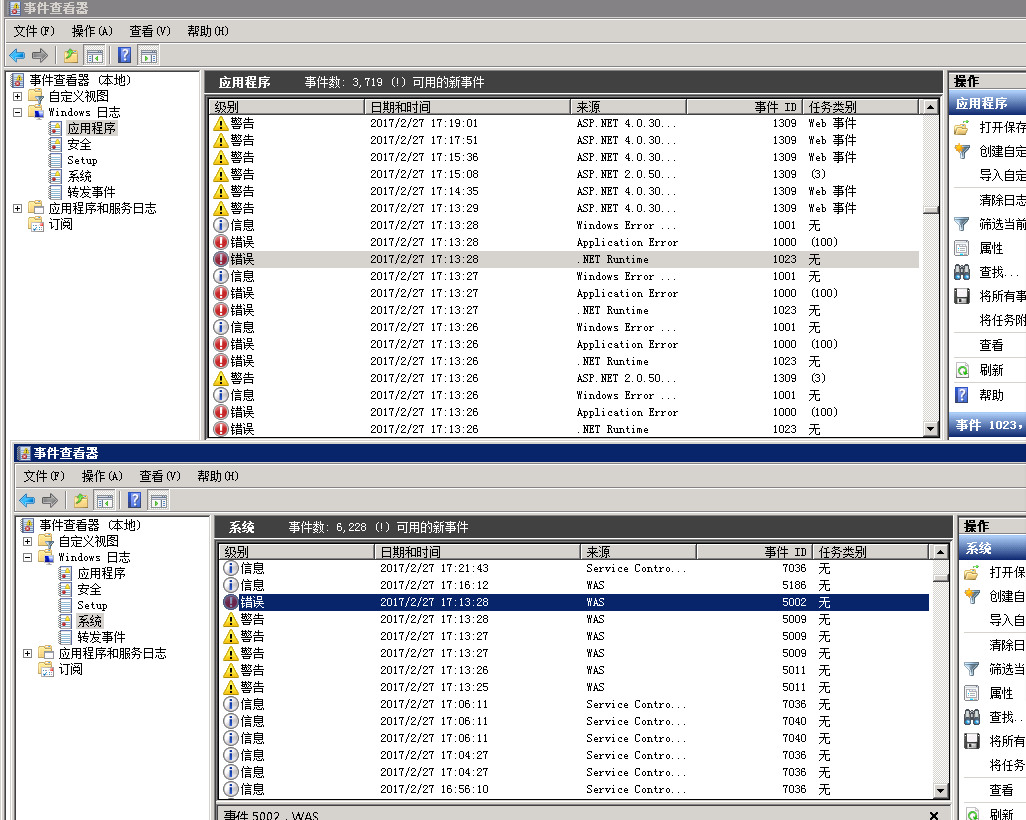 事件查看器
文件(F) 操作(A) 查看(V) 帮助(H)
事件查看器 (本地)
自定义视图
Windows 日志
应用程序
安全
Setup
系统
转发事件
应用程序和服务日志
订阅
应用程序 事件数: 3,719 (!) 可用的新事件
级别 日期和时间 来源 事件 ID 任务类别
警告 2017/2/27 17:19:01 ASP.NET 4.0.30... 1309 Web 事件
警告 2017/2/27 17:17:51 ASP.NET 4.0.30... 1309 Web 事件
警告 2017/2/27 17:15:36 ASP.NET 4.0.30... 1309 Web 事件
警告 2017/2/27 17:15:08 ASP.NET 2.0.50... 1309 (3)
警告 2017/2/27 17:14:35 ASP.NET 4.0.30... 1309 Web 事件
警告 2017/2/27 17:13:29 ASP.NET 4.0.30... 1309 Web 事件
信息 2017/2/27 17:13:28 Windows Error ... 1001 无
错误 2017/2/27 17:13:28 Application Error 1000 (100)
错误 2017/2/27 17:13:28 .NET Runtime 1023 无
信息 2017/2/27 17:13:27 Windows Error ... 1001 无
错误 2017/2/27 17:13:27 Application Error 1000 (100)
错误 2017/2/27 17:13:27 .NET Runtime 1023 无
信息 2017/2/27 17:13:26 Windows Error ... 1001 无
错误 2017/2/27 17:13:26 Application Error 1000 (100)
错误 2017/2/27 17:13:26 .NET Runtime 1023 无
警告 2017/2/27 17:13:26 ASP.NET 2.0.50... 1309 (3)
信息 2017/2/27 17:13:26 Windows Error ... 1001 无
错误 2017/2/27 17:13:26 Application Error 1000 (100)
错误 2017/2/27 17:13:26 .NET Runtime 1023 无
操作
应用程序
打开保存
创建自定
导入自定
清除日志
筛选当前
属性
查找...
将所有事
将任务附
查看
刷新
帮助
事件 1023,
事件查看器
文件(F) 操作(A) 查看(V) 帮助(H)
事件查看器 (本地)
自定义视图
Windows 日志
应用程序
安全
Setup
系统
转发事件
应用程序和服务日志
订阅
系统 事件数: 6,228 (!) 可用的新事件
级别 日期和时间 来源 事件 ID 任务类别
信息 2017/2/27 17:21:43 Service Contro... 7036 无
信息 2017/2/27 17:16:12 WAS 5186 无
错误 2017/2/27 17:13:28 WAS 5002 无
警告 2017/2/27 17:13:28 WAS 5009 无
警告 2017/2/27 17:13:27 WAS 5009 无
警告 2017/2/27 17:13:27 WAS 5009 无
警告 2017/2/27 17:13:26 WAS 5011 无
警告 2017/2/27 17:13:25 WAS 5011 无
信息 2017/2/27 17:06:11 Service Contro... 7036 无
信息 2017/2/27 17:06:11 Service Contro... 7040 无
信息 2017/2/27 17:06:11 Service Contro... 7040 无
信息 2017/2/27 17:04:27 Service Contro... 7036 无
信息 2017/2/27 17:04:27 Service Contro... 7036 无
信息 2017/2/27 16:56:10 Service Contro... 7036 无
事件 5002，WAS
操作
系统
打开保
创建自
导入自
清除日
筛选当
属性
查找..
将所有
将任务
查看
刷新